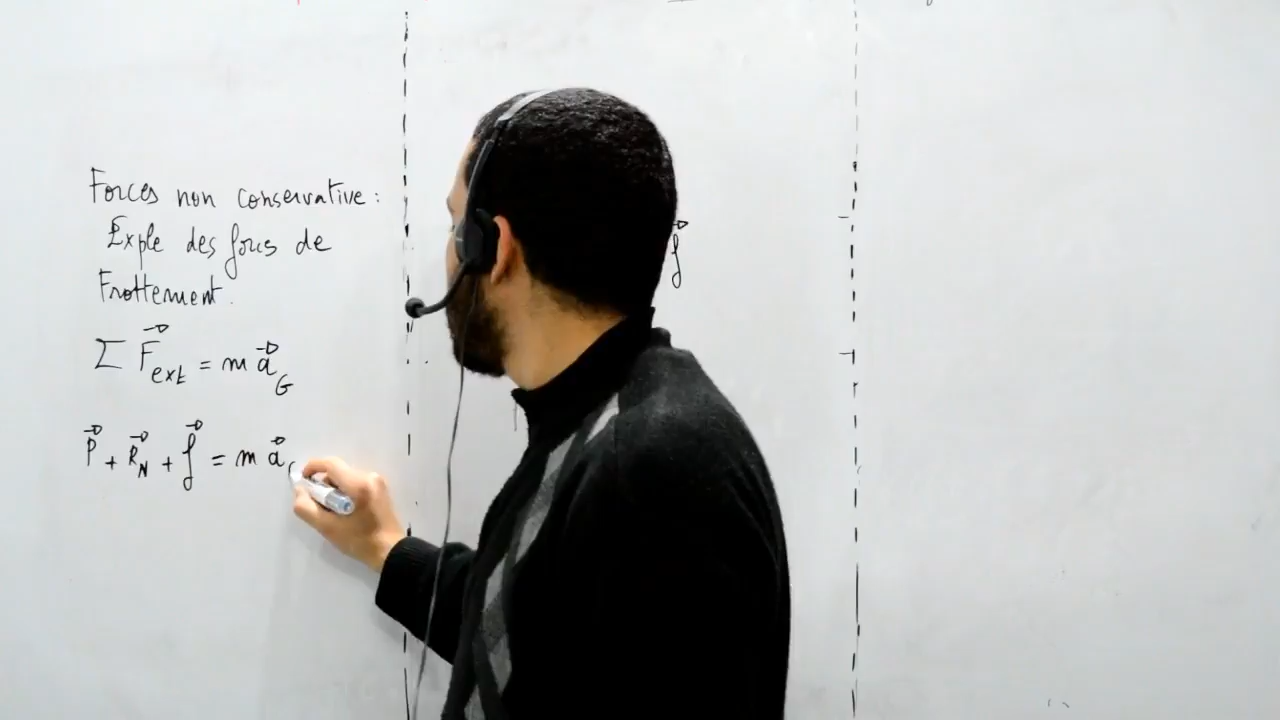 Forces non conservative :
Exple des forces de
Frottement.
Σ F⃗ext = m a⃗G
P⃗ + R⃗N + f⃗ = m a⃗
f⃗